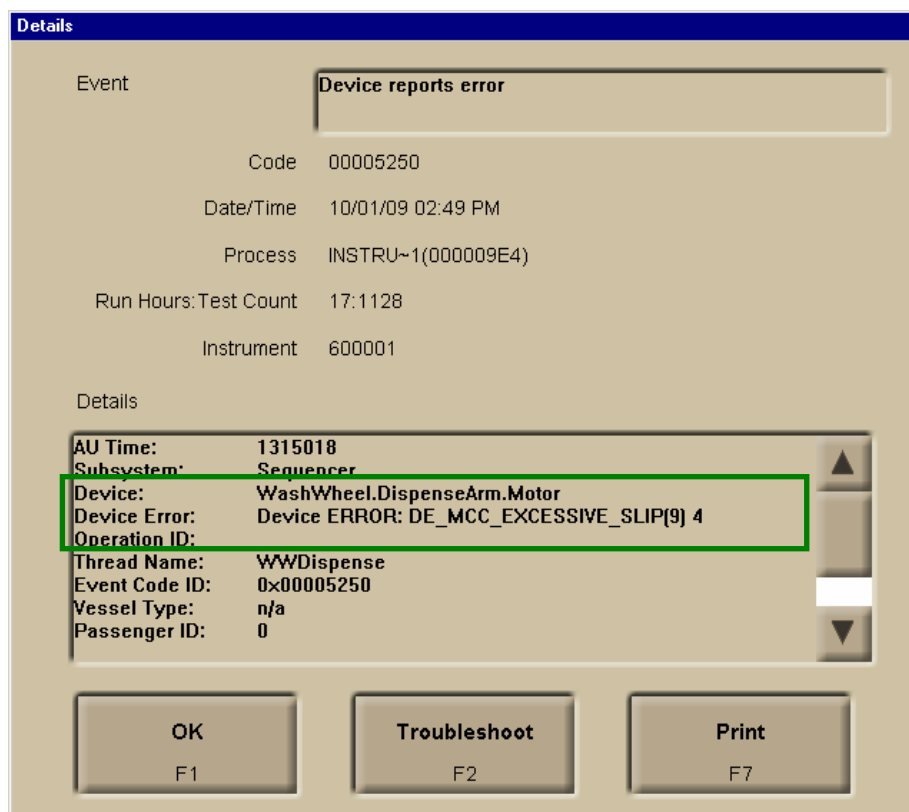 Details
Event Device reports error
Code 00005250
Date/Time 10/01/09 02:49 PM
Process INSTRU~1(000009E4)
Run Hours:Test Count 17:1128
Instrument 600001
Details
AU Time: 1315018
Subsystem: Sequencer
Device: WashWheel.DispenseArm.Motor
Device Error: Device ERROR: DE_MCC_EXCESSIVE_SLIP(9) 4
Operation ID:
Thread Name: WWDispense
Event Code ID: 0x00005250
Vessel Type: n/a
Passenger ID: 0
OK Troubleshoot Print
F1 F2 F7